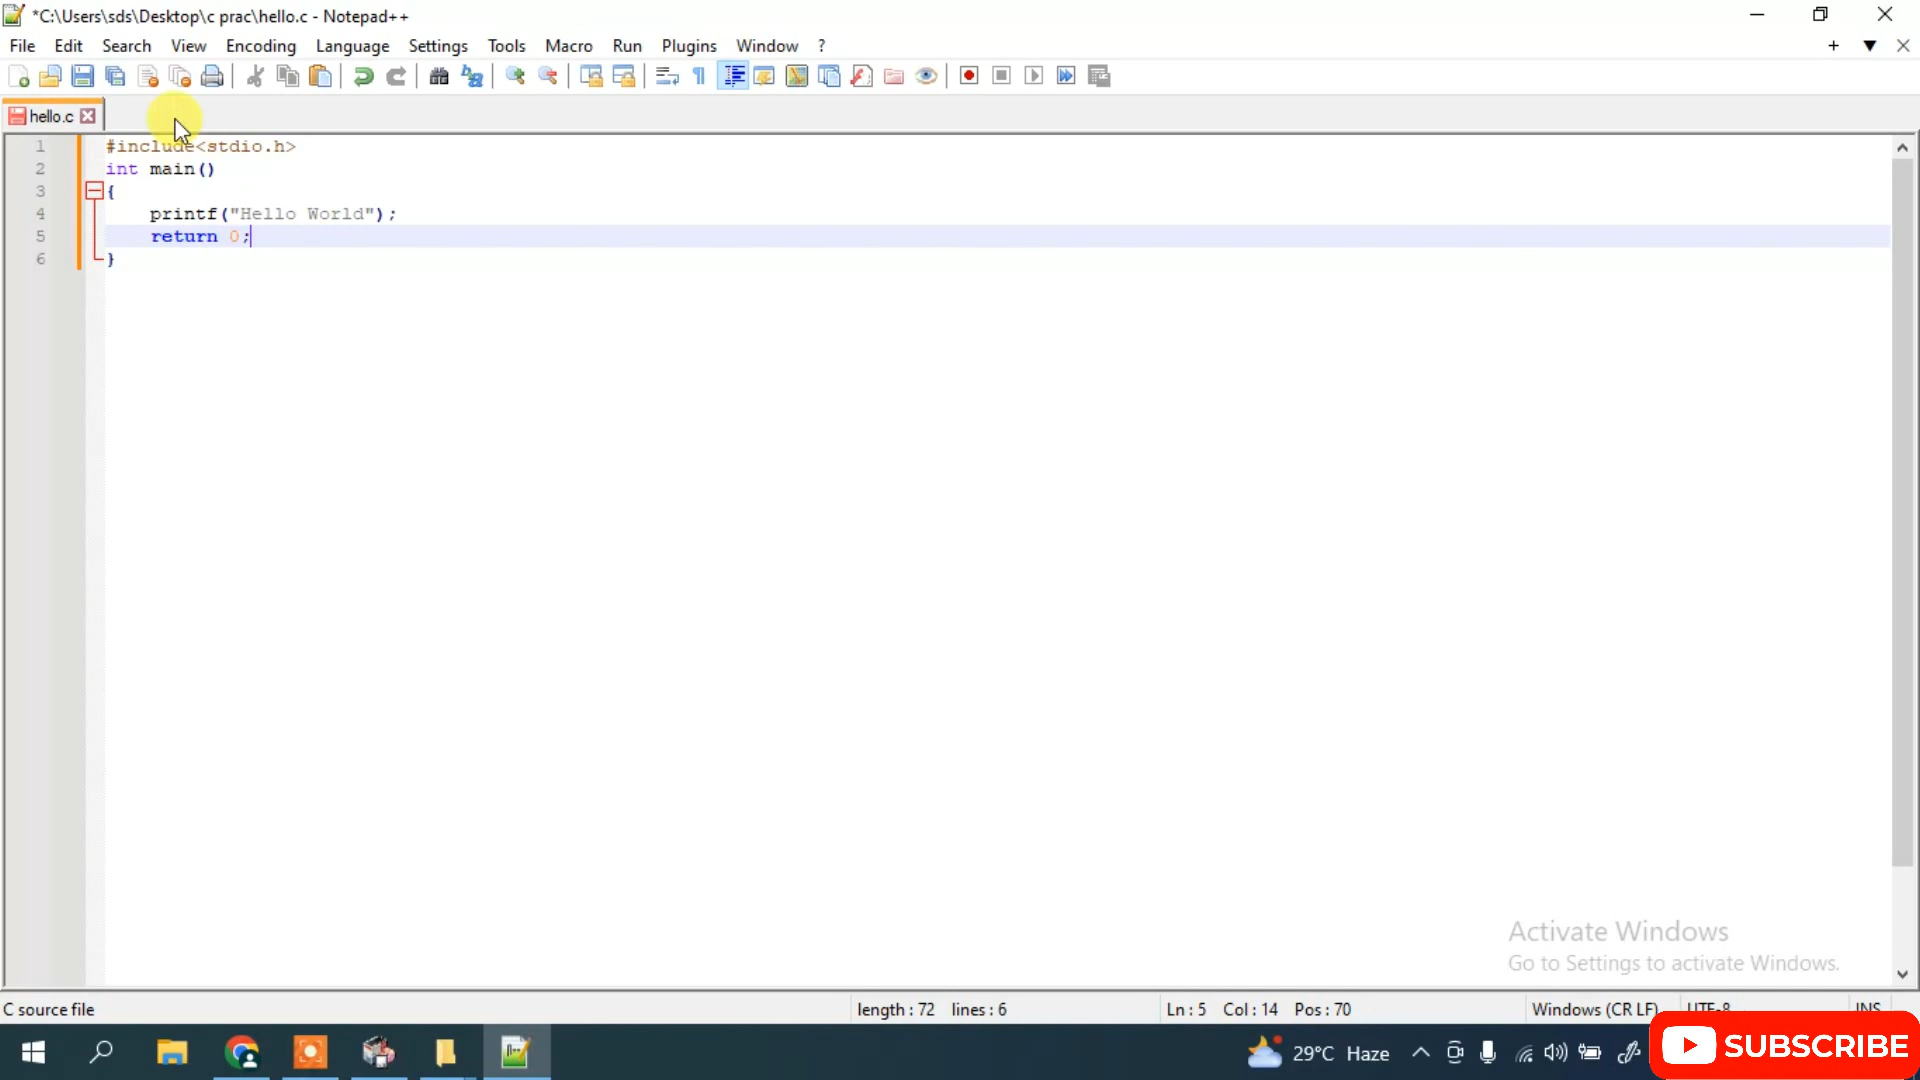 *C:\Users\sds\Desktop\c prac\hello.c - Notepad++
File Edit Search View Encoding Language Settings Tools Macro Run Plugins Window ?
hello.c
1 #include<stdio.h>
2 int main()
3 {
4 printf("Hello World");
5 return 0;
6 }
Activate Windows
Go to Settings to activate Windows.
C source file length : 72 lines : 6 Ln : 5 Col : 14 Pos : 70 Windows (CR LF) UTF-8 INS
29°C Haze
SUBSCRIBE